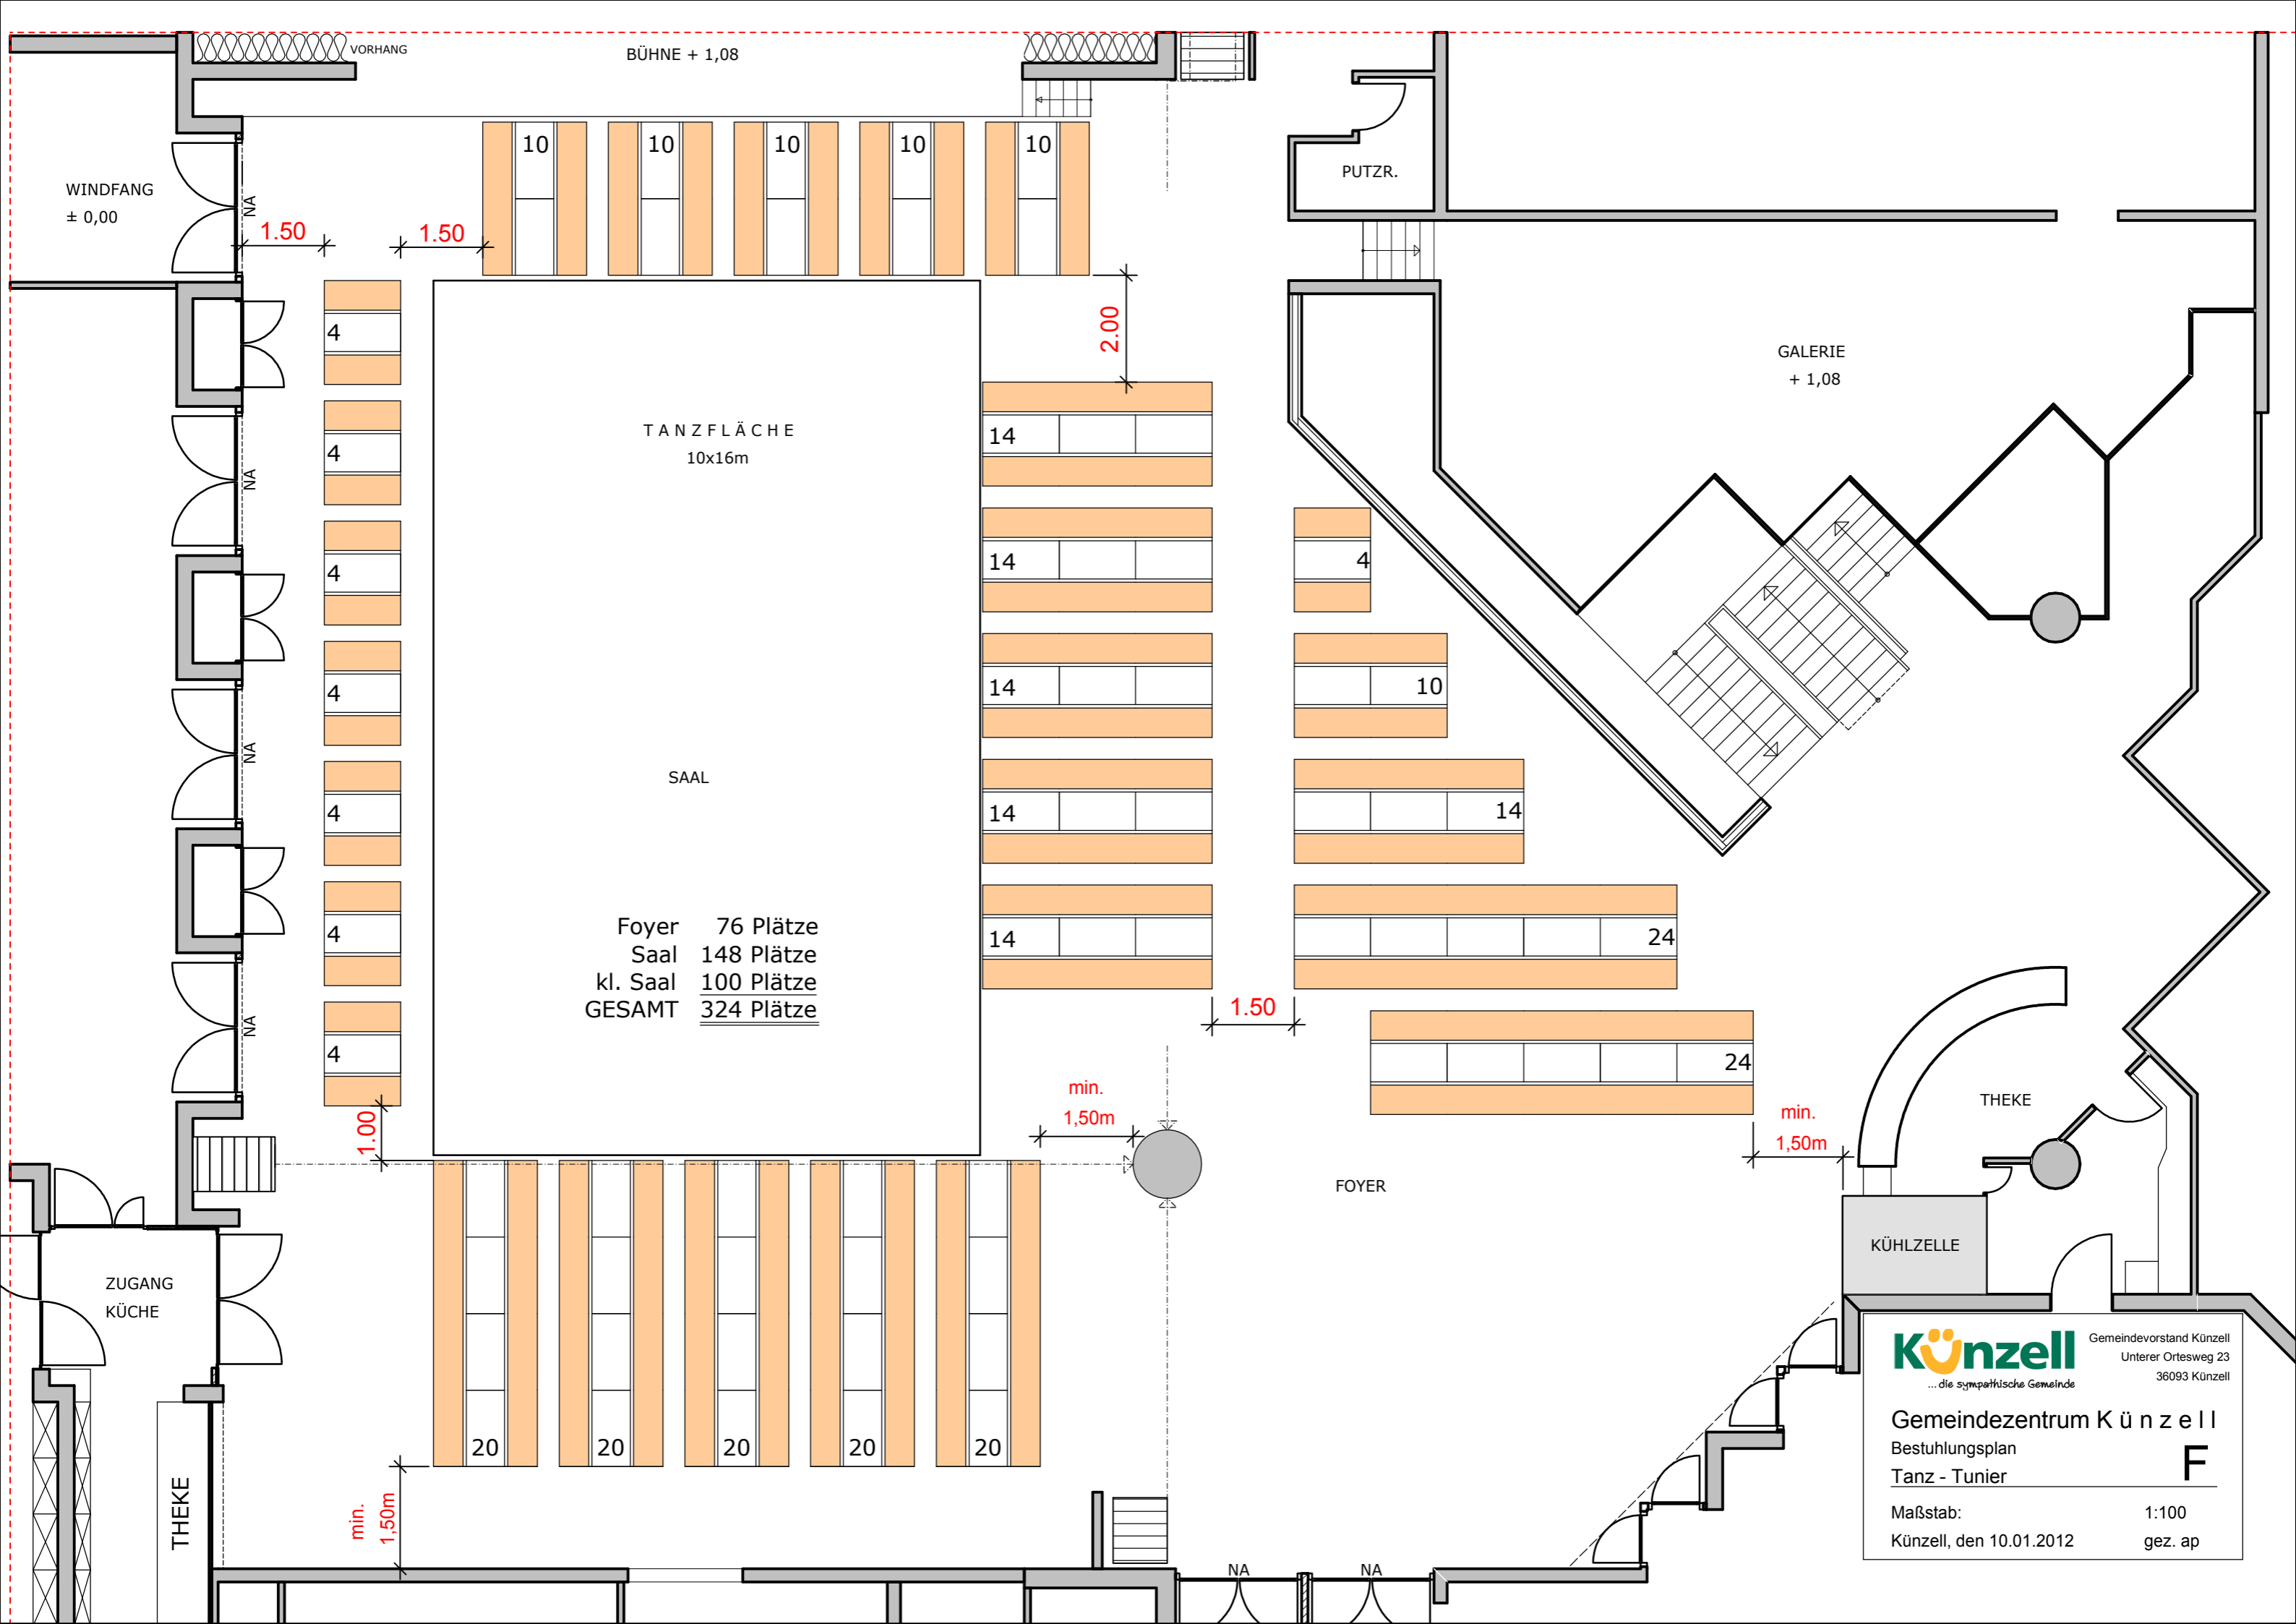 VORHANG
BÜHNE + 1,08
10
10
10
10
10
PUTZR.
WINDFANG
± 0,00
NA
1.50
1.50
2.00
4
GALERIE
+ 1,08
TANZFLÄCHE
10x16m
14
4
NA
14
4
4
14
10
4
NA
SAAL
14
14
4
Foyer 76 Plätze
Saal 148 Plätze
kl. Saal 100 Plätze
GESAMT 324 Plätze
14
24
4
1.50
NA
4
24
min.
1,50m
THEKE
min.
1,50m
1.00
FOYER
KÜHLZELLE
ZUGANG
KÜCHE
20
20
20
20
20
THEKE
min.
1,50m
NA
NA
Künzell
...die sympathische Gemeinde
Gemeindevorstand Künzell
Unterer Ortesweg 23
36093 Künzell
Gemeindezentrum Künzell
Bestuhlungsplan
Tanz - Tunier
F
Maßstab: 1:100
Künzell, den 10.01.2012 gez. ap